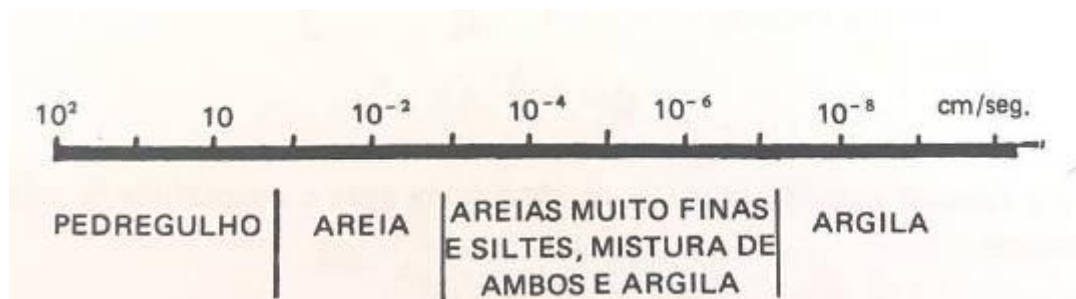 10² 10 10⁻² 10⁻⁴ 10⁻⁶ 10⁻⁸ cm/seg.
PEDREGULHO
AREIA
AREIAS MUITO FINAS
E SILTES, MISTURA DE
AMBOS E ARGILA
ARGILA